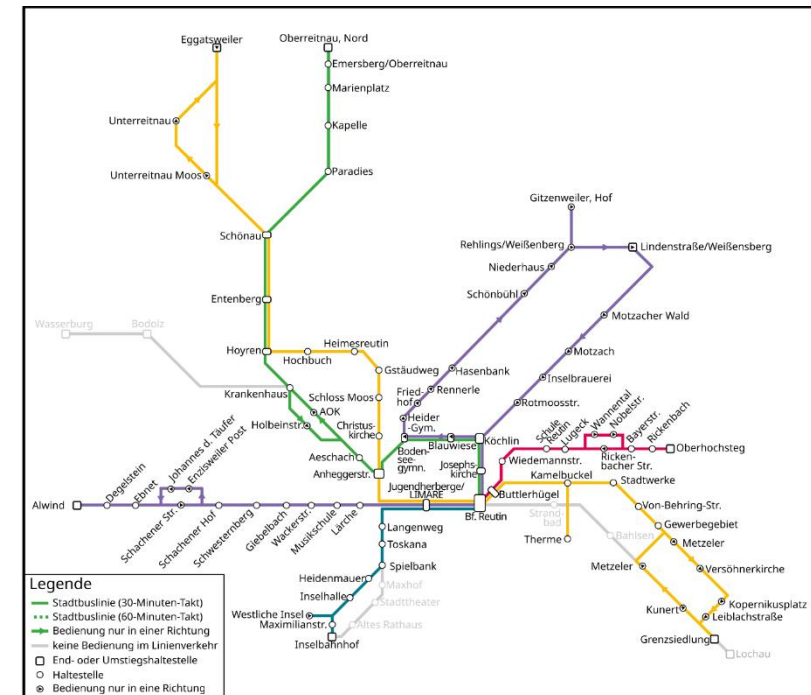 Eggatsweiler
Oberreitnau, Nord
Emersberg/Oberreitnau
Marienplatz
Unterreitnau
Kapelle
Unterreitnau Moos
Paradies
Gitzenweiler, Hof
Schönau
Rehlings/Weißenberg
Lindenstraße/Weißensberg
Niederhaus
Entenberg
Schönbühl
Wasserburg
Bodolz
Motzacher Wald
Hoyren
Heimesreutin
Hochbuch
Gstäudweg
Hasenbank
Motzach
Krankenhaus
Schloss Moos
Rennerle
Inselbrauerei
Fried-
hof
AOK
Holbeinstr.
Christus-
kirche
Heider
-Gym.
Rotmoosstr.
Blauwiese
Köchlin
Schule
Reutin
Lugeck
Wannental
Nobelstr.
Bayerstr.
Rickenbach
Oberhochsteg
Ricken-
bacher Str.
Aeschach
Anheggerstr.
Boden-
see-
gymn.
Josephs-
kirche
Wiedemannstr.
Jugendherberge/
LIMARE
Kamelbuckel
Stadtwerke
Buttlerhügel
Bf. Reutin
Degelstein
Ebnet
Johannes d. Täufer
Enzisweiler Post
Alwind
Schachener Str.
Schachener Hof
Schwesternberg
Giebelbach
Wackerstr.
Musikschule
Lärche
Langenweg
Toskana
Strand-
bad
Therme
Bahlsen
Von-Behring-Str.
Gewerbegebiet
Metzeler
Metzeler
Versöhnerkirche
Spielbank
Heidenmauer
Maxhof
Inselhalle
Stadttheater
Kunert
Kopernikusplatz
Leiblachstraße
Westliche Insel
Maximilianstr.
Altes Rathaus
Inselbahnhof
Grenzsiedlung
Lochau
Legende
Stadtbuslinie (30-Minuten-Takt)
Stadtbuslinie (60-Minuten-Takt)
Bedienung nur in einer Richtung
keine Bedienung im Linienverkehr
End- oder Umstiegshaltestelle
Haltestelle
Bedienung nur in eine Richtung